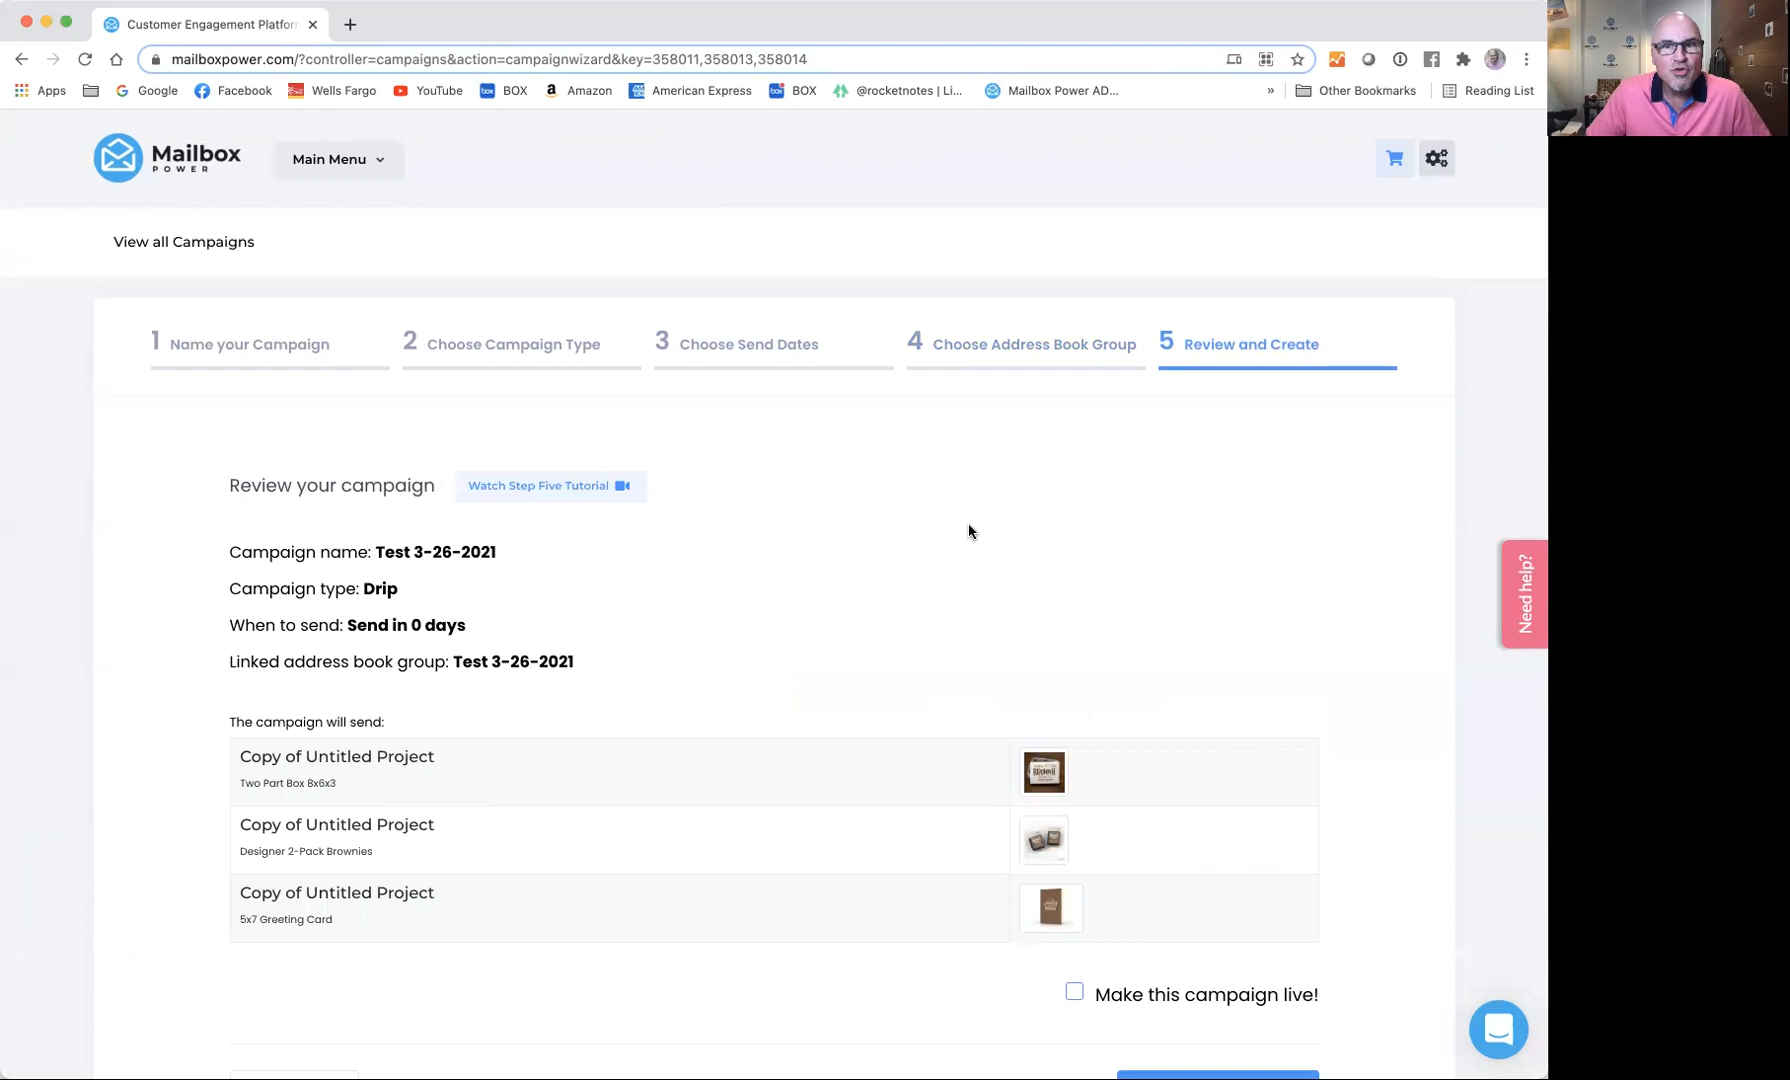 Customer Engagement Platform
mailboxpower.com/?controller=campaigns&action=campaignwizard&key=358011,358013,358014
Apps Google Facebook Wells Fargo YouTube BOX Amazon American Express BOX @rocketnotes | Li... Mailbox Power AD... » Other Bookmarks Reading List
Mailbox
POWER
Main Menu
View all Campaigns
1 Name your Campaign 2 Choose Campaign Type 3 Choose Send Dates 4 Choose Address Book Group 5 Review and Create
Review your campaign Watch Step Five Tutorial
Campaign name: Test 3-26-2021
Campaign type: Drip
When to send: Send in 0 days
Linked address book group: Test 3-26-2021
Need help?
The campaign will send:
Copy of Untitled Project
Two Part Box 8x6x3
Copy of Untitled Project
Designer 2-Pack Brownies
Copy of Untitled Project
5x7 Greeting Card
Make this campaign live!